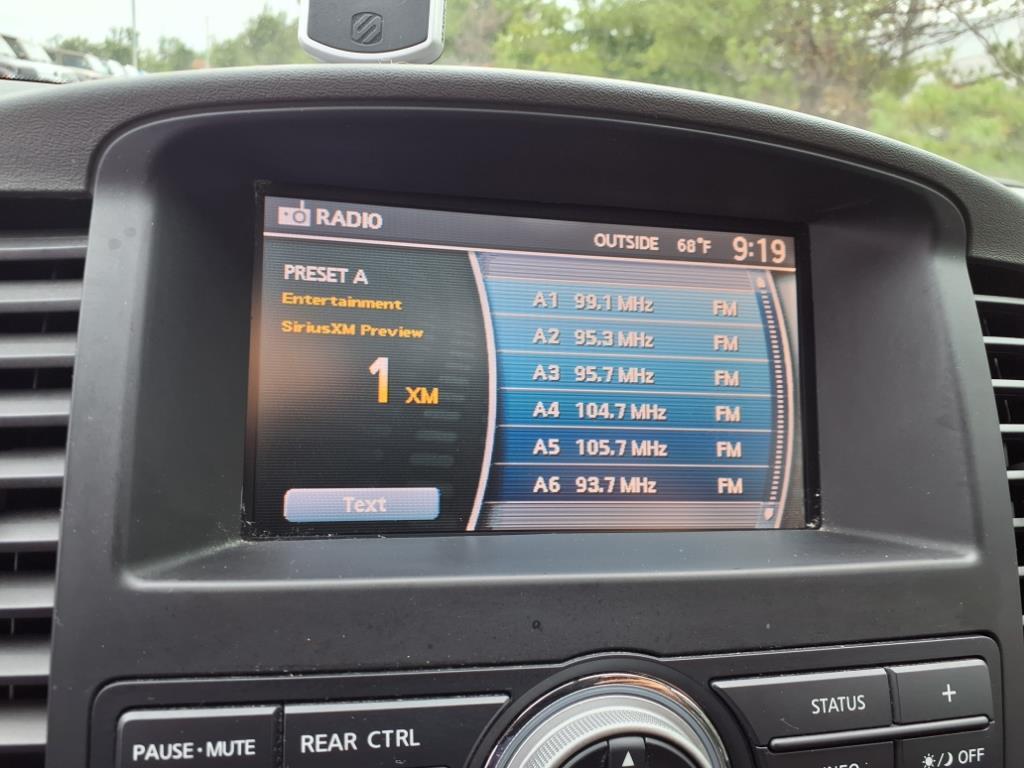 RADIO
OUTSIDE 68°F 9:19
PRESET A
Entertainment
SiriusXM Preview
1 XM
Text
A1 99.1 MHz FM
A2 95.3 MHz FM
A3 95.7 MHz FM
A4 104.7 MHz FM
A5 105.7 MHz FM
A6 93.7 MHz FM
PAUSE·MUTE
REAR CTRL
STATUS
+
INFO
OFF